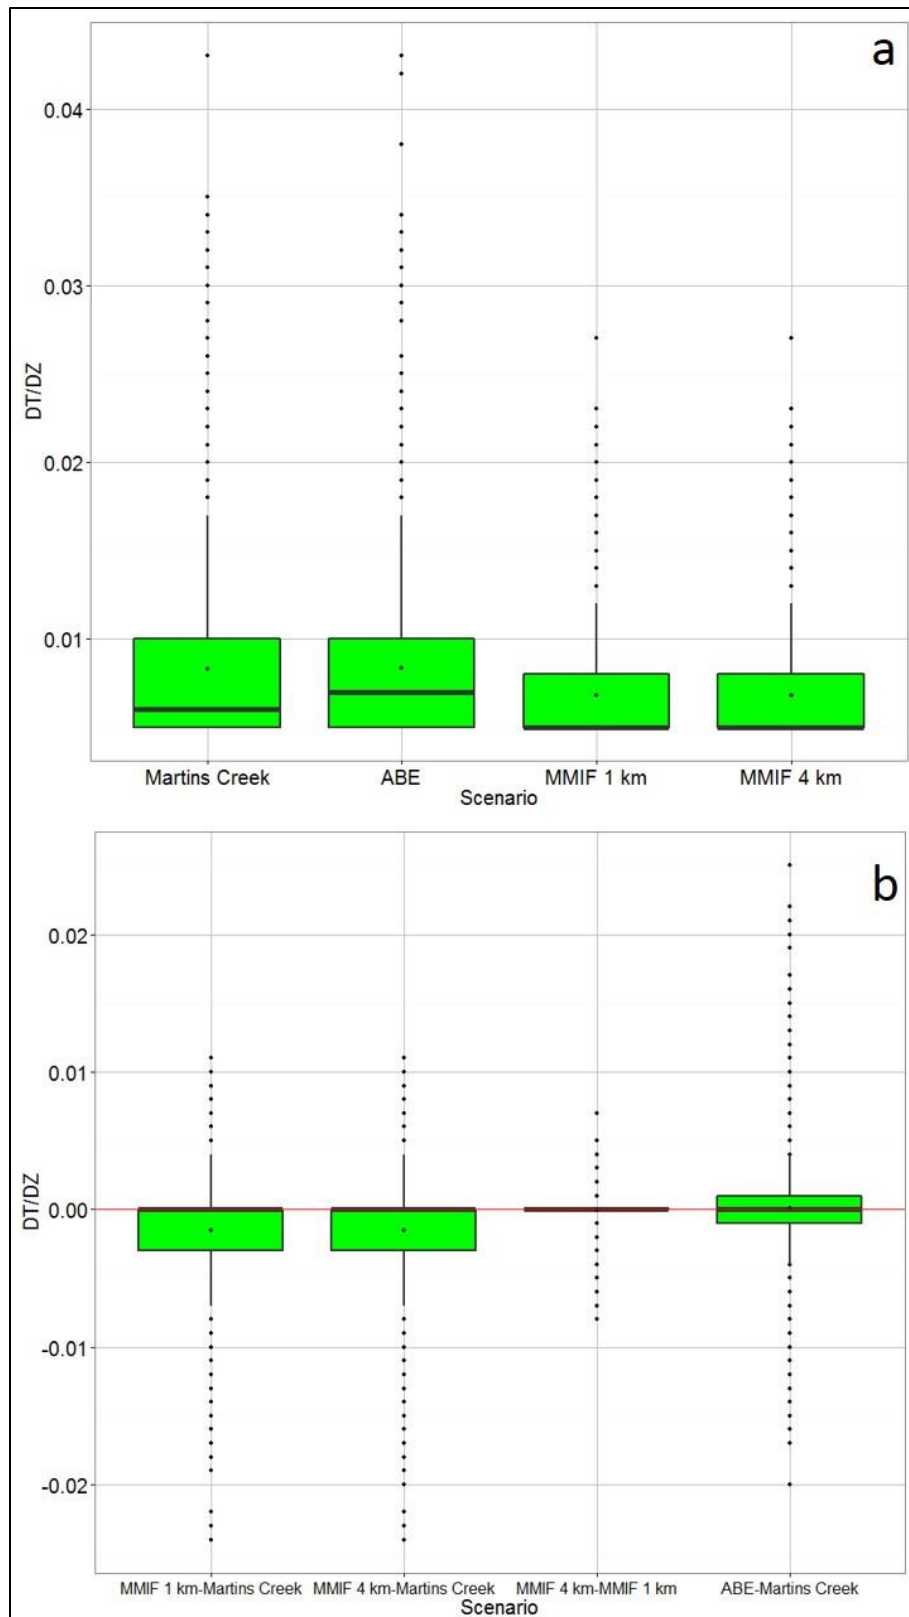 a
0.04
0.03
DT/DZ
0.02
0.01
Martins Creek ABE MMIF 1 km MMIF 4 km
Scenario
b
0.02
0.01
DT/DZ
0.00
-0.01
-0.02
MMIF 1 km-Martins Creek MMIF 4 km-Martins Creek MMIF 4 km-MMIF 1 km ABE-Martins Creek
Scenario